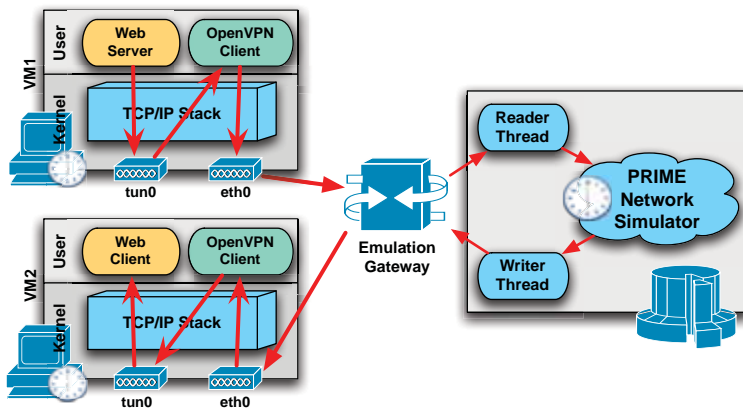 VM1
User
Kernel
Web
Server
OpenVPN
Client
TCP/IP Stack
tun0
eth0
VM2
User
Kernel
Web
Client
OpenVPN
Client
TCP/IP Stack
tun0
eth0
Emulation
Gateway
Reader
Thread
PRIME
Network
Simulator
Writer
Thread